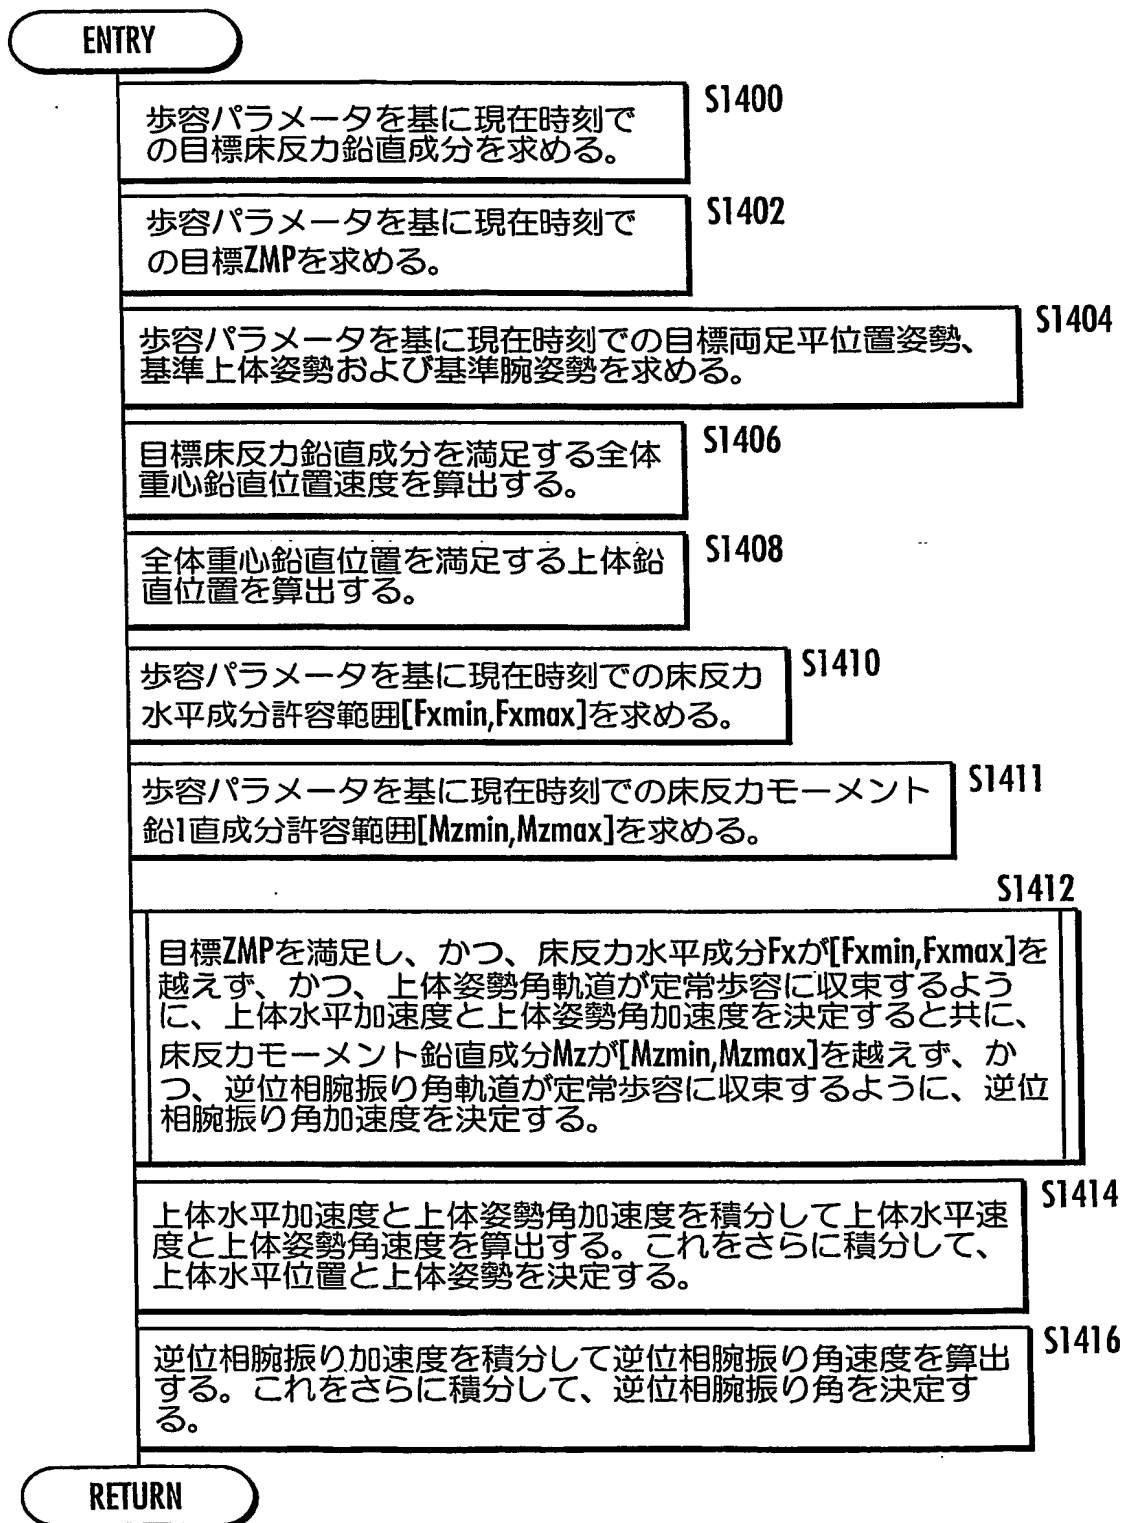 ENTRY
S1400
歩容パラメータを基に現在時刻で
の目標床反力鉛直成分を求める。
S1402
歩容パラメータを基に現在時刻で
の目標ZMPを求める。
S1404
歩容パラメータを基に現在時刻での目標両足平位置姿勢、
基準上体姿勢および基準腕姿勢を求める。
S1406
目標床反力鉛直成分を満足する全体
重心鉛直位置速度を算出する。
S1408
全体重心鉛直位置を満足する上体鉛
直位置を算出する。
S1410
歩容パラメータを基に現在時刻での床反力
水平成分許容範囲[Fxmin,Fxmax]を求める。
S1411
歩容パラメータを基に現在時刻での床反力モーメント
鉛1直成分許容範囲[Mzmin,Mzmax]を求める。
S1412
目標ZMPを満足し、かつ、床反力水平成分Fxが[Fxmin,Fxmax]を
越えず、かつ、上体姿勢角軌道が定常歩容に収束するよう
に、上体水平加速度と上体姿勢角加速度を決定すると共に、
床反力モーメント鉛直成分Mzが[Mzmin,Mzmax]を越えず、か
つ、逆位相腕振り角軌道が定常歩容に収束するように、逆位
相腕振り角加速度を決定する。
S1414
上体水平加速度と上体姿勢角加速度を積分して上体水平速
度と上体姿勢角速度を算出する。これをさらに積分して、
上体水平位置と上体姿勢を決定する。
S1416
逆位相腕振り加速度を積分して逆位相腕振り角速度を算出
する。これをさらに積分して、逆位相腕振り角を決定す
る。
RETURN